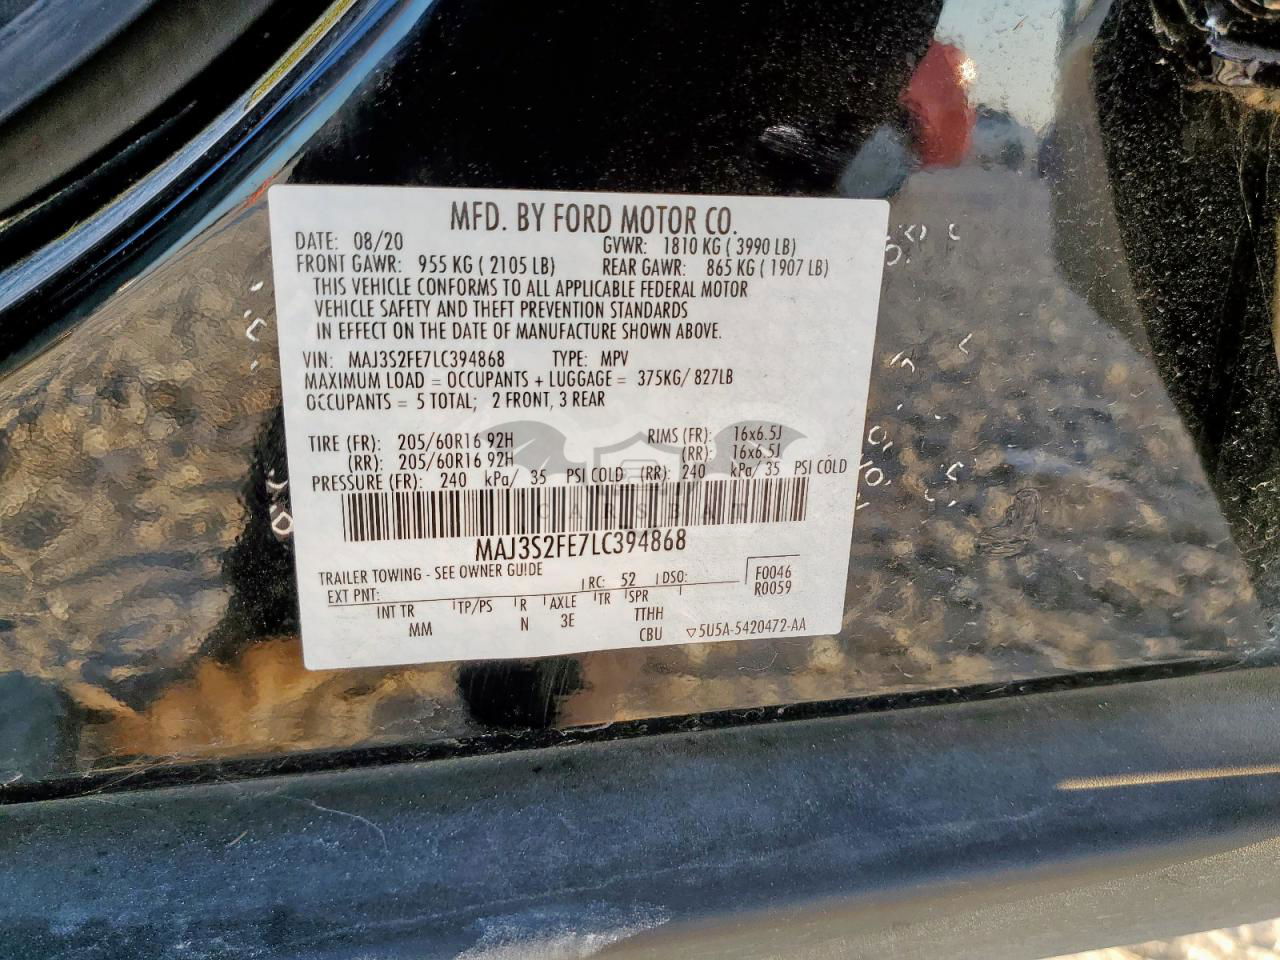 MFD. BY FORD MOTOR CO.
DATE: 08/20 GVWR: 1810 KG ( 3990 LB)
FRONT GAWR: 955 KG ( 2105 LB) REAR GAWR: 865 KG ( 1907 LB)
THIS VEHICLE CONFORMS TO ALL APPLICABLE FEDERAL MOTOR
VEHICLE SAFETY AND THEFT PREVENTION STANDARDS
IN EFFECT ON THE DATE OF MANUFACTURE SHOWN ABOVE.
VIN: MAJ3S2FE7LC394868 TYPE: MPV
MAXIMUM LOAD = OCCUPANTS + LUGGAGE = 375KG/ 827LB
OCCUPANTS = 5 TOTAL; 2 FRONT, 3 REAR
TIRE (FR): 205/60R16 92H RIMS (FR): 16x6.5J
(RR): 205/60R16 92H (RR): 16x6.5J
PRESSURE (FR): 240 kPa/ 35 PSI COLD (RR): 240 kPa/ 35 PSI COLD
CARSBAT
MAJ3S2FE7LC394868
TRAILER TOWING - SEE OWNER GUIDE
EXT PNT: RC: 52 DSO: F0046
R0059
INT TR TP/PS R AXLE TR SPR
MM N 3E TTHH
CBU 5U5A-5420472-AA